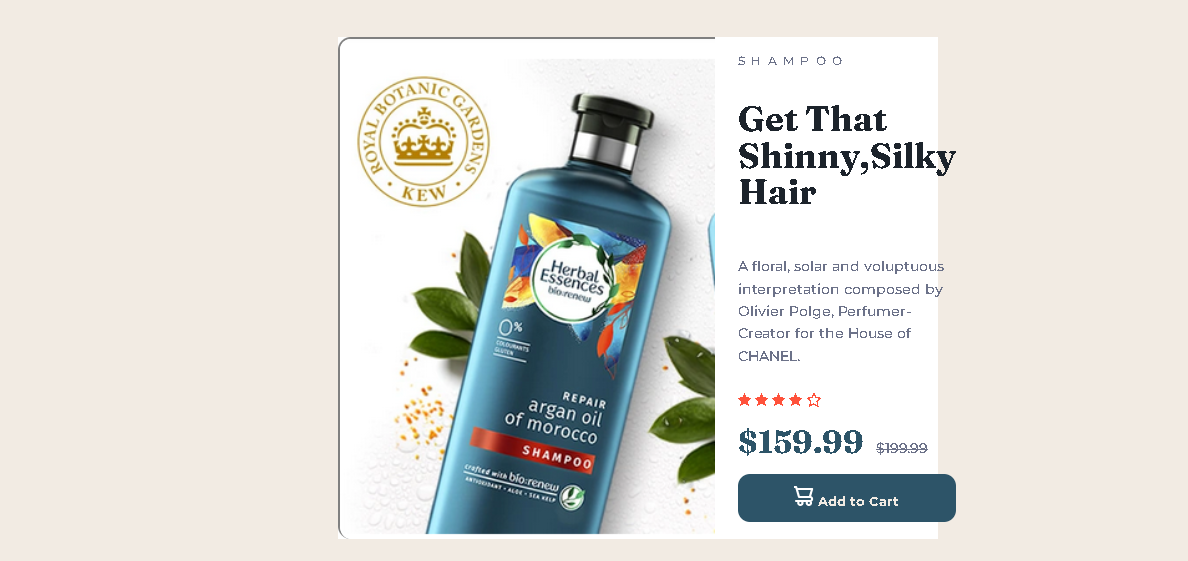 ROYAL BOTANIC GARDENS
• KEW •
Herbal
Essences
bio:renew
0%
COLOURANTS
GLUTEN
REPAIR
argan oil
of morocco
SHAMPOO
crafted with bio:renew
ANTIOXIDANT • ALOE • SEA KELP
SHAMPOO
Get That
Shinny,Silky
Hair
A floral, solar and voluptuous
interpretation composed by
Olivier Polge, Perfumer-
Creator for the House of
CHANEL.
$159.99 $199.99
Add to Cart